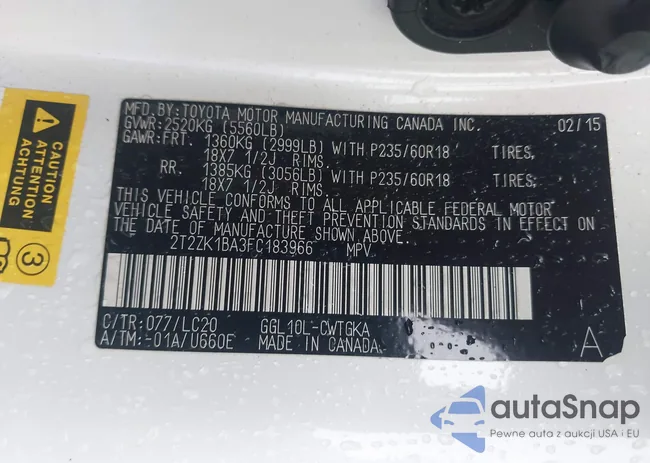 MFD.BY:TOYOTA MOTOR MANUFACTURING CANADA INC. 02/15
GVWR:2520KG (5560LB)
GAWR:FRT. 1360KG (2999LB) WITH P235/60R18 TIRES,
18X7 1/2J RIMS.
RR. 1385KG (3056LB) WITH P235/60R18 TIRES,
18X7 1/2J RIMS.
THIS VEHICLE CONFORMS TO ALL APPLICABLE FEDERAL MOTOR
VEHICLE SAFETY AND THEFT PREVENTION STANDARDS IN EFFECT ON
THE DATE OF MANUFACTURE SHOWN ABOVE.
2T2ZK1BA3FC183966 MPV
C/TR:077/LC20 GGL10L-CWTGKA
A/TM:-01A/U660E MADE IN CANADA A
CAUTION
ATTENTION
ACHTUNG
3
autoSnap
Pewne auta z aukcji USA i EU